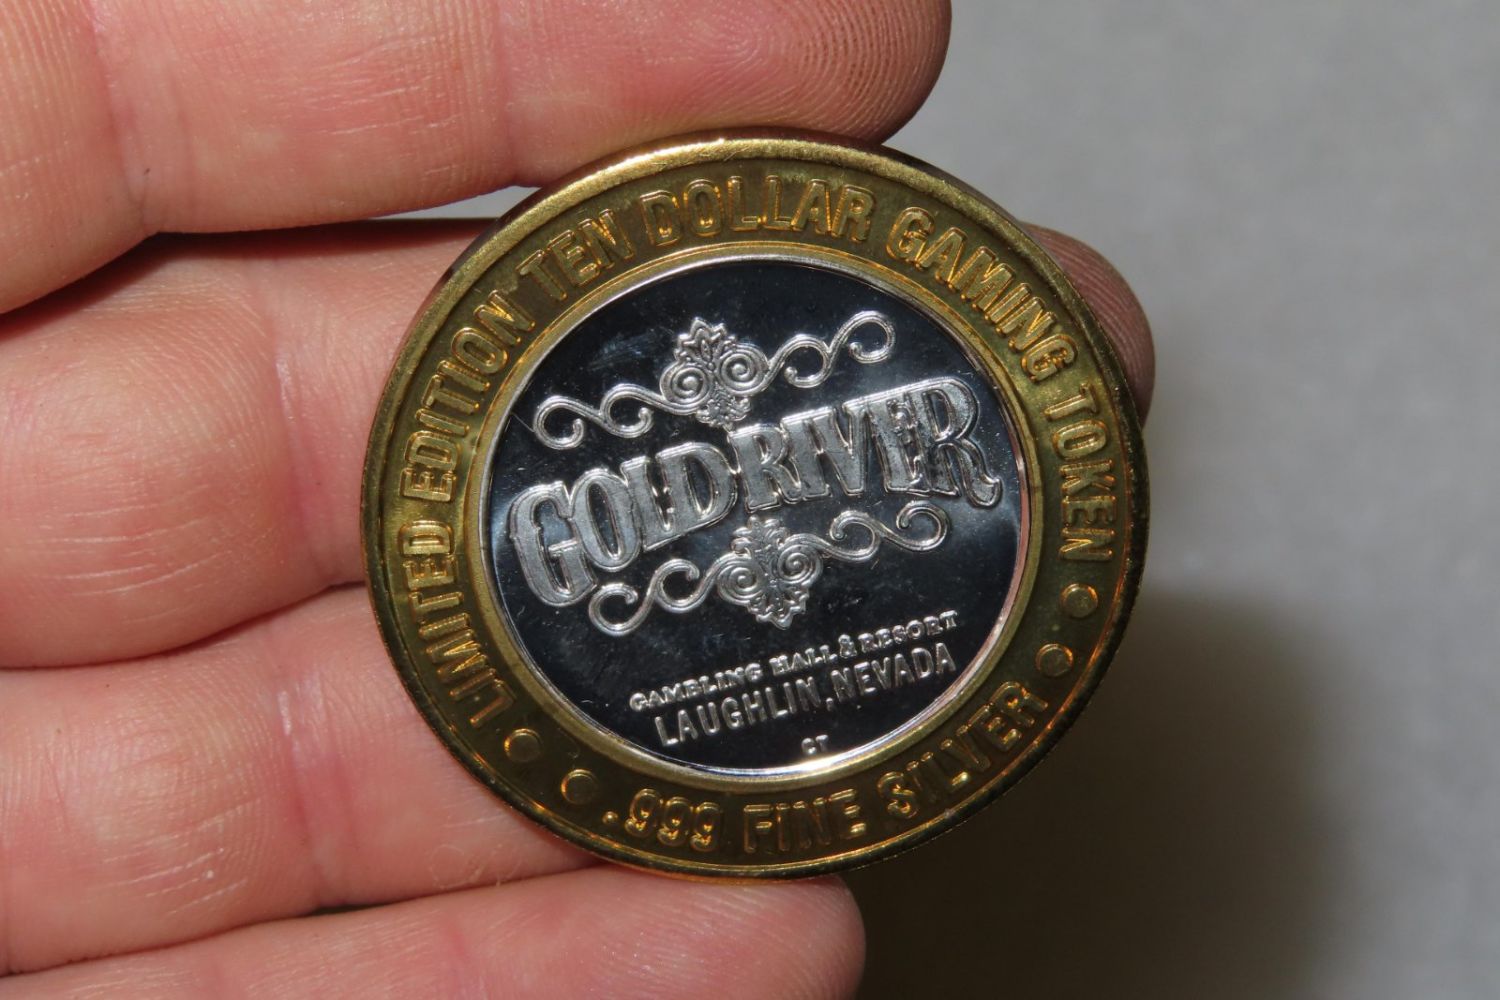 LIMITED EDITION TEN DOLLAR GAMING TOKEN
GOLD RIVER
GAMBLING HALL & RESORT
LAUGHLIN, NEVADA
CT
.999 FINE SILVER